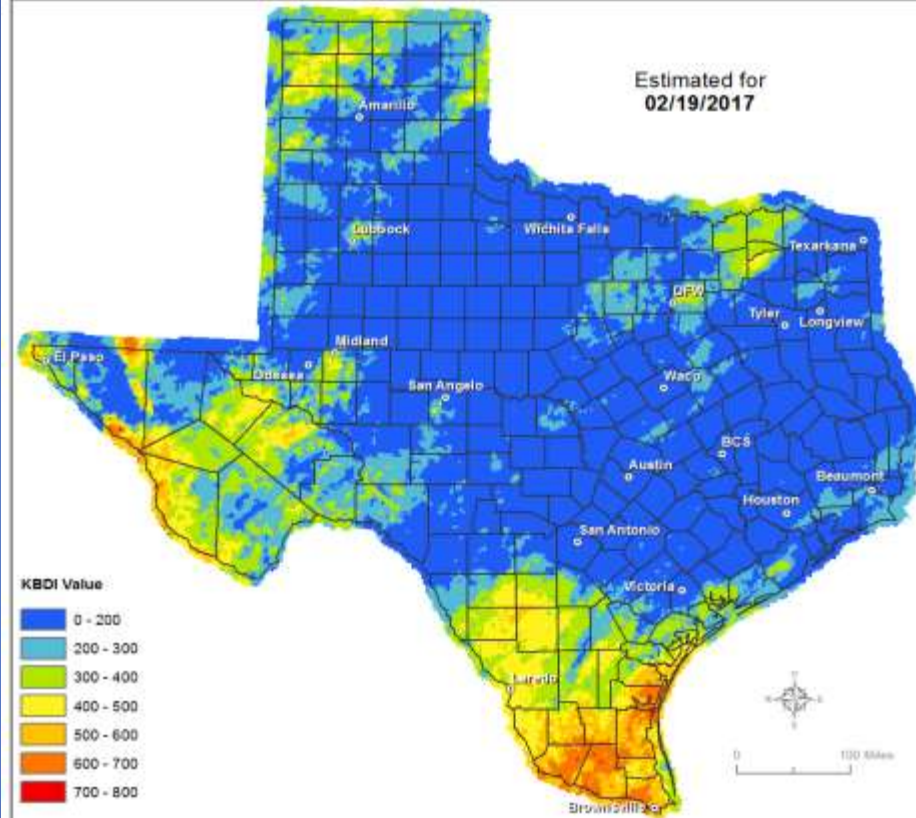 Estimated for
02/19/2017
Amarillo
Lubbock
Wichita Falls
Texarkana
DFW
Tyler
Longview
El Paso
Midland
Odessa
San Angelo
Waco
BCS
Austin
Beaumont
Houston
San Antonio
Victoria
Laredo
Brownsville
KBDI Value
0 - 200
200 - 300
300 - 400
400 - 500
500 - 600
600 - 700
700 - 800
0 100 Miles